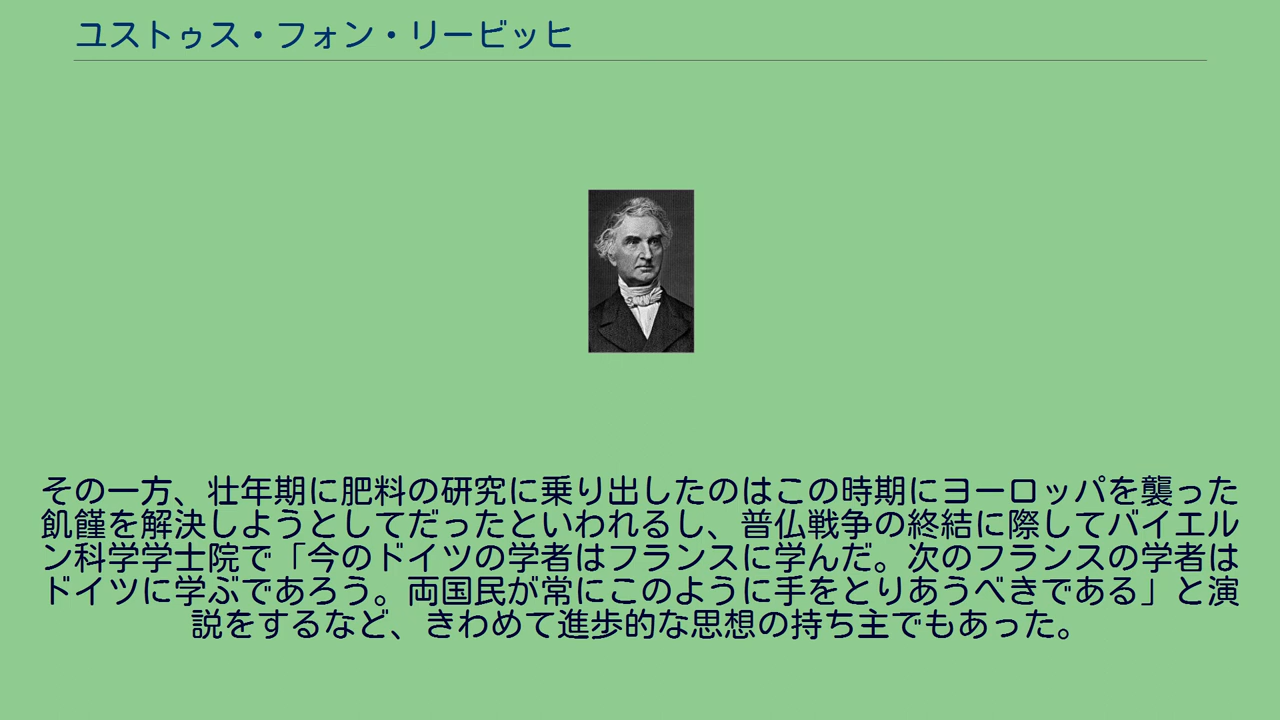 ユストゥス・フォン・リービッヒ
その一方、壮年期に肥料の研究に乗り出したのはこの時期にヨーロッパを襲った
飢饉を解決しようとしてだったといわれるし、普仏戦争の終結に際してバイエル
ン科学学士院で「今のドイツの学者はフランスに学んだ。次のフランスの学者は
ドイツに学ぶであろう。両国民が常にこのように手をとりあうべきである」と演
説をするなど、きわめて進歩的な思想の持ち主でもあった。